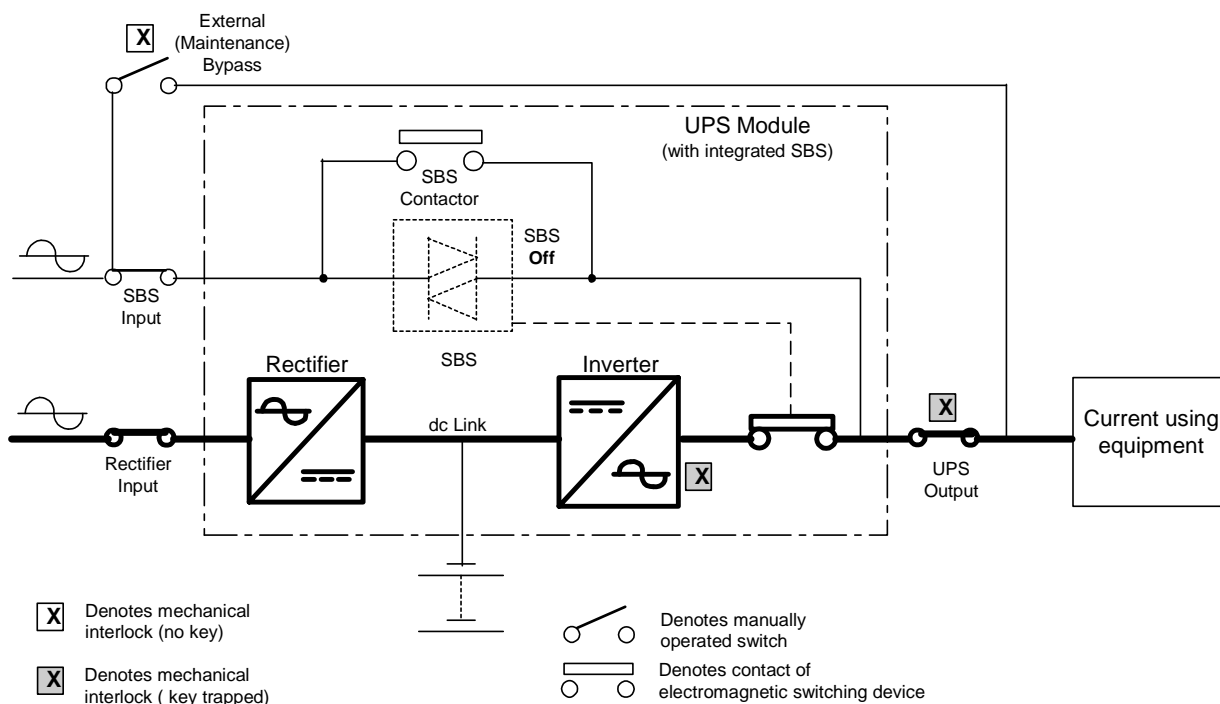 X
External
(Maintenance)
Bypass
UPS Module
(with integrated SBS)
SBS
Contactor
SBS
Off
SBS
Input
SBS
Rectifier
Inverter
dc Link
X
X
Rectifier
Input
UPS
Output
Current using
equipment
X
Denotes mechanical
interlock (no key)
X
Denotes mechanical
interlock ( key trapped)
Denotes manually
operated switch
Denotes contact of
electromagnetic switching device